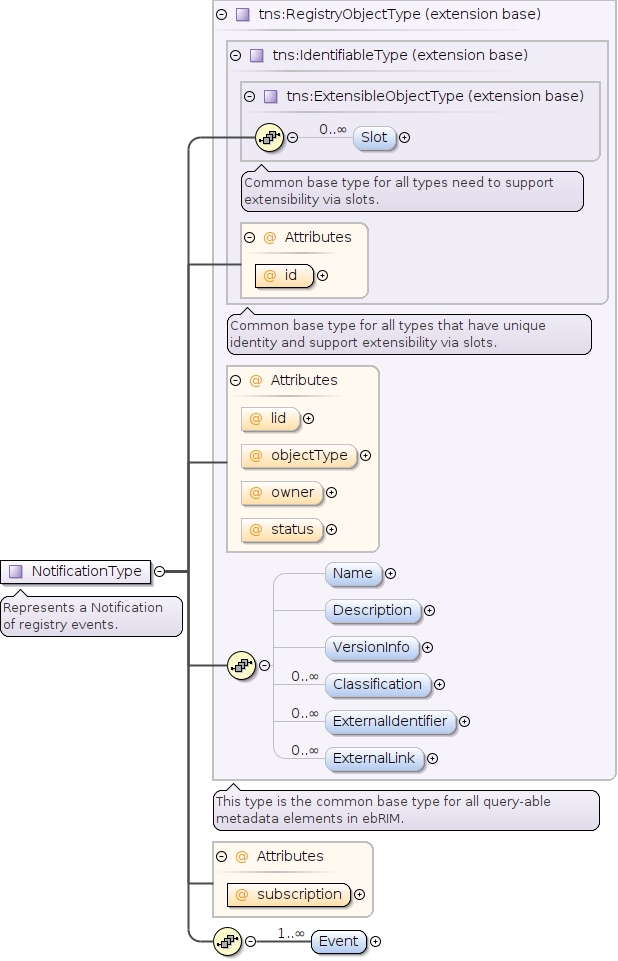 tns:RegistryObjectType (extension base)
tns:IdentifiableType (extension base)
tns:ExtensibleObjectType (extension base)
0..∞
Slot
Common base type for all types need to support
extensibility via slots.
@ Attributes
@ id
Common base type for all types that have unique
identity and support extensibility via slots.
@ Attributes
@ lid
@ objectType
@ owner
@ status
NotificationType
Represents a Notification
of registry events.
Name
Description
VersionInfo
0..∞
Classification
0..∞
ExternalIdentifier
0..∞
ExternalLink
This type is the common base type for all query-able
metadata elements in ebRIM.
@ Attributes
@ subscription
1..∞
Event